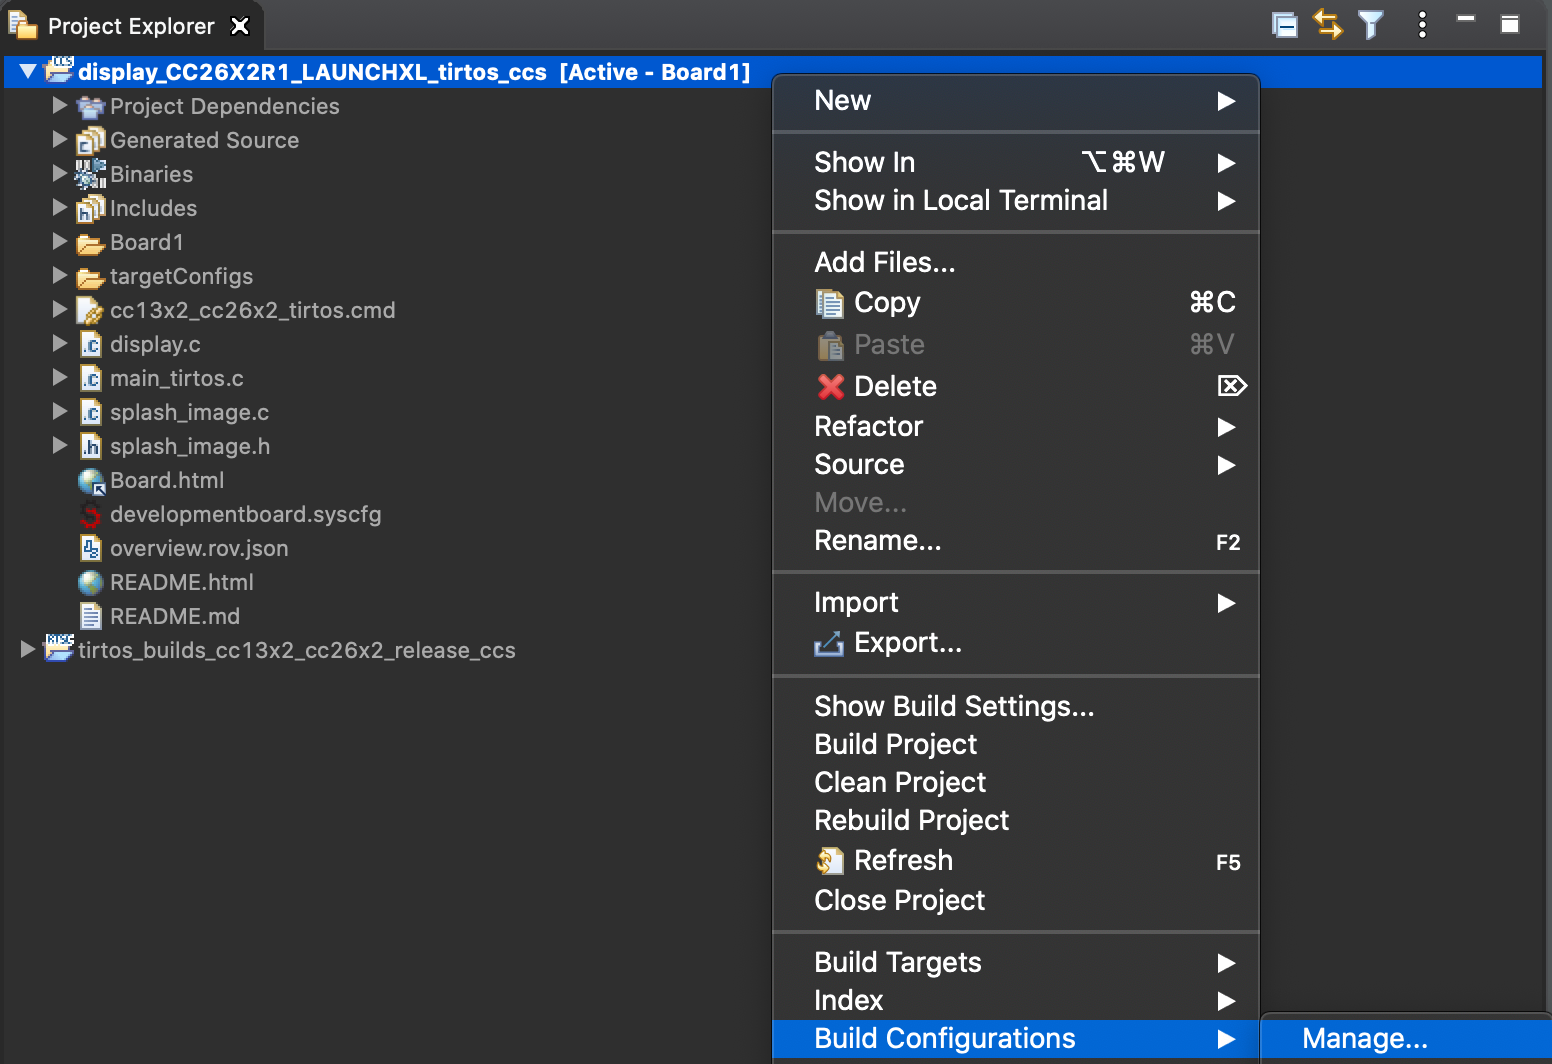 Project Explorer
display_CC26X2R1_LAUNCHXL_tirtos_ccs [Active - Board1]
Project Dependencies
Generated Source
Binaries
Includes
Board1
targetConfigs
cc13x2_cc26x2_tirtos.cmd
display.c
main_tirtos.c
splash_image.c
splash_image.h
Board.html
developmentboard.syscfg
overview.rov.json
README.html
README.md
tirtos_builds_cc13x2_cc26x2_release_ccs
New
Show In ⌥⌘W
Show in Local Terminal
Add Files...
Copy ⌘C
Paste ⌘V
Delete ⌦
Refactor
Source
Move...
Rename... F2
Import
Export...
Show Build Settings...
Build Project
Clean Project
Rebuild Project
Refresh F5
Close Project
Build Targets
Index
Build Configurations
Manage...